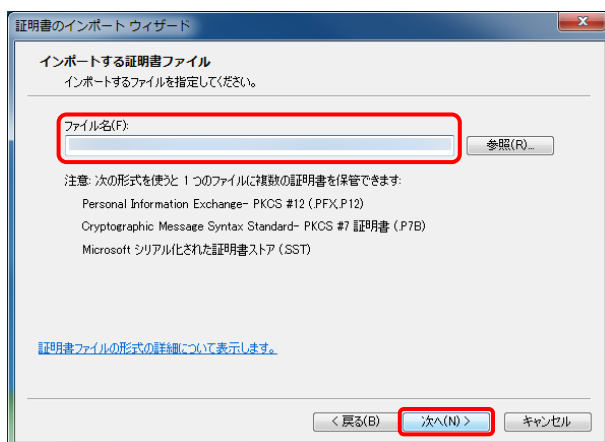 証明書のインポート ウィザード
インポートする証明書ファイル
インポートするファイルを指定してください。
ファイル名(F):
参照(R)...
注意: 次の形式を使うと 1 つのファイルに複数の証明書を保管できます:
Personal Information Exchange- PKCS #12 (.PFX,.P12)
Cryptographic Message Syntax Standard- PKCS #7 証明書 (.P7B)
Microsoft シリアル化された証明書ストア (.SST)
証明書ファイルの形式の詳細について表示します。
< 戻る(B) 次へ(N) > キャンセル